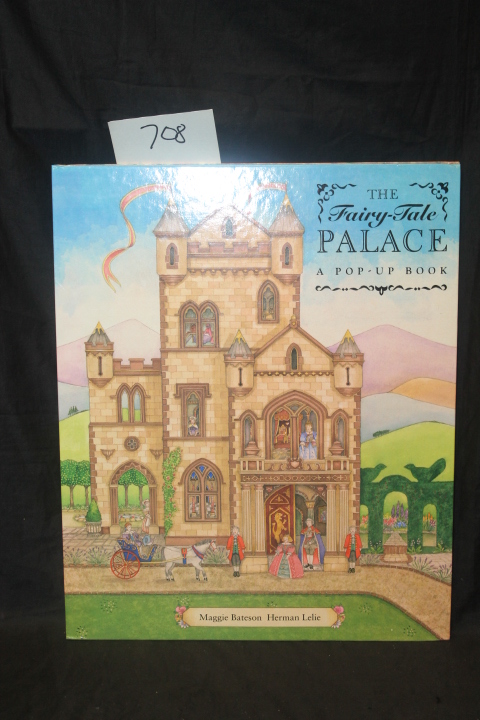 708
THE
Fairy-Tale
PALACE
A POP-UP BOOK
Maggie Bateson Herman Lelie